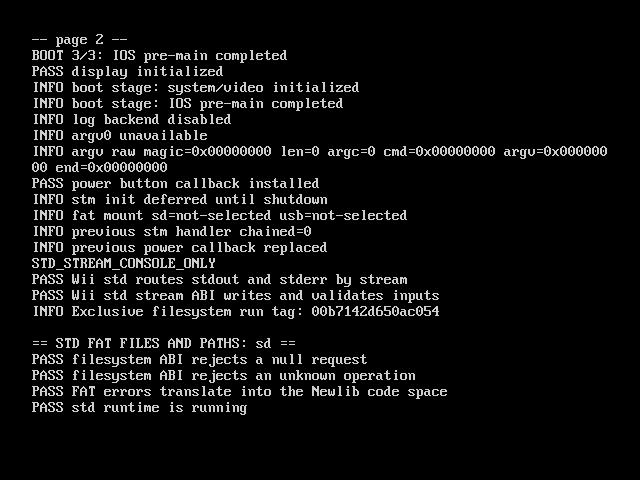 -- page 2 --
BOOT 3/3: IOS pre-main completed
PASS display initialized
INFO boot stage: system/video initialized
INFO boot stage: IOS pre-main completed
INFO log backend disabled
INFO argv0 unavailable
INFO argv raw magic=0x00000000 len=0 argc=0 cmd=0x00000000 argv=0x000000
00 end=0x00000000
PASS power button callback installed
INFO stm init deferred until shutdown
INFO fat mount sd=not-selected usb=not-selected
INFO previous stm handler chained=0
INFO previous power callback replaced
STD_STREAM_CONSOLE_ONLY
PASS Wii std routes stdout and stderr by stream
PASS Wii std stream ABI writes and validates inputs
INFO Exclusive filesystem run tag: 00b7142d650ac054
== STD FAT FILES AND PATHS: sd ==
PASS filesystem ABI rejects a null request
PASS filesystem ABI rejects an unknown operation
PASS FAT errors translate into the Newlib code space
PASS std runtime is running